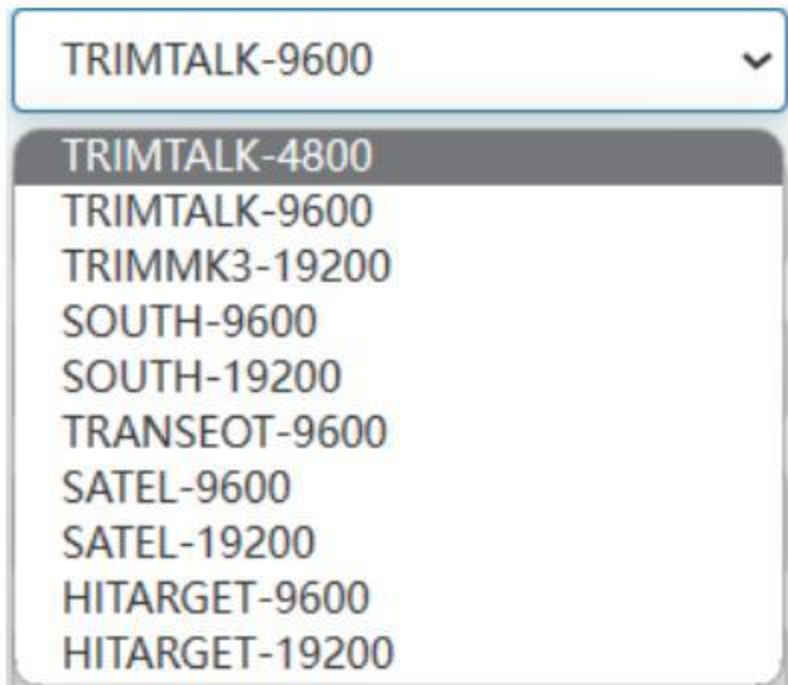 TRIMTALK-9600
TRIMTALK-4800
TRIMTALK-9600
TRIMMK3-19200
SOUTH-9600
SOUTH-19200
TRANSEOT-9600
SATEL-9600
SATEL-19200
HITARGET-9600
HITARGET-19200